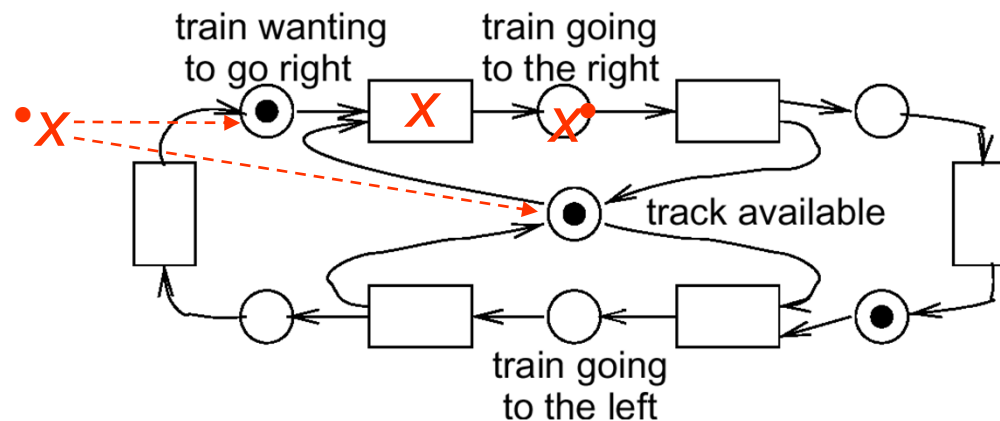 train wanting
to go right
train going
to the right
•x
x
x•
track available
train going
to the left